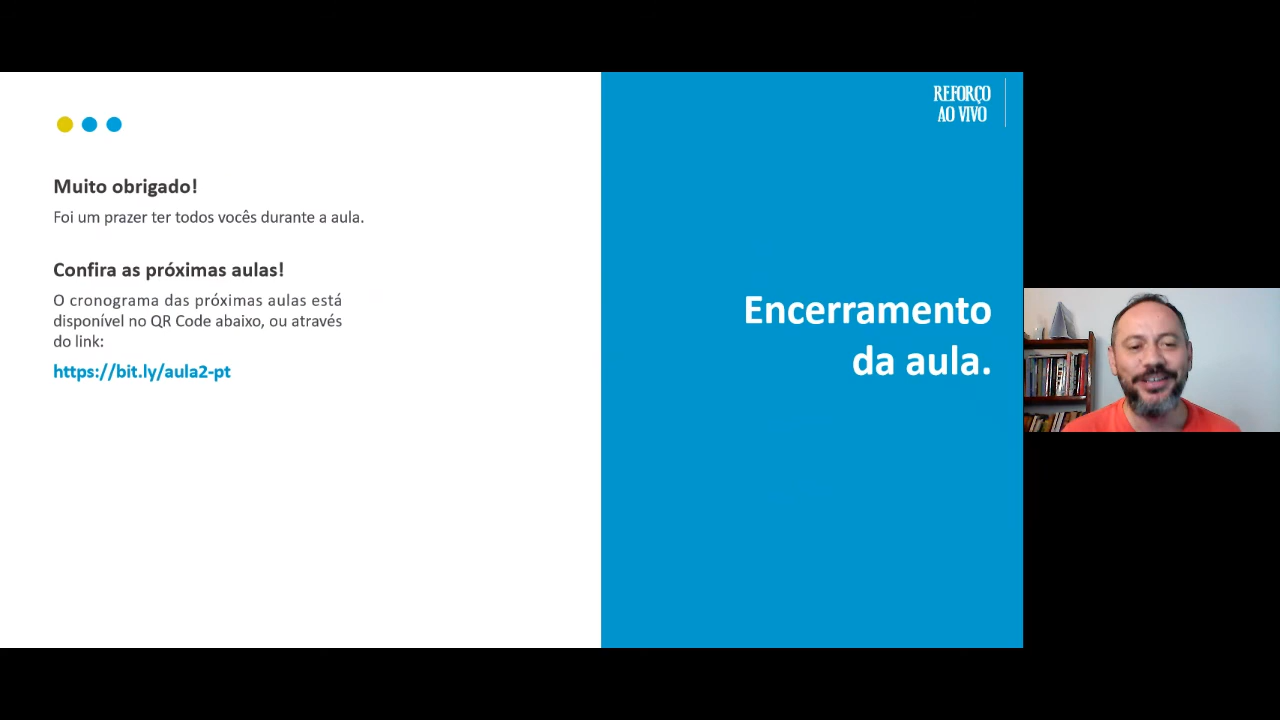 REFORÇO
AO VIVO
Muito obrigado!
Foi um prazer ter todos vocês durante a aula.
Confira as próximas aulas!
O cronograma das próximas aulas está
disponível no QR Code abaixo, ou através
do link:
https://bit.ly/aula2-pt
Encerramento
da aula.